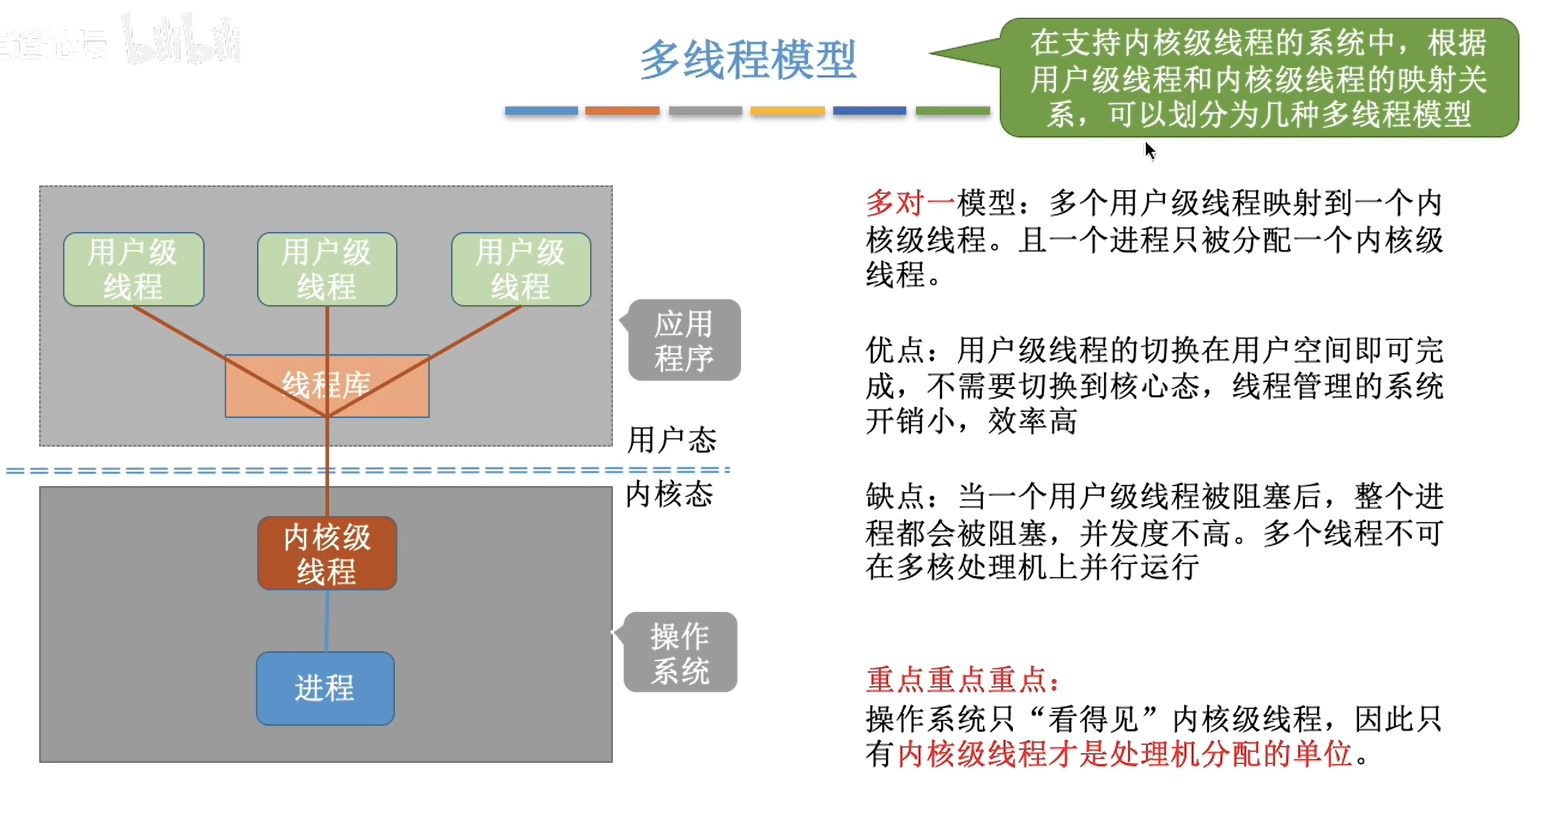 道论坛 bilibili
多线程模型
在支持内核级线程的系统中，根据
用户级线程和内核级线程的映射关
系，可以划分为几种多线程模型
用户级
线程
用户级
线程
用户级
线程
线程库
应用
程序
用户态
内核态
内核级
线程
进程
操作
系统
多对一模型：多个用户级线程映射到一个内
核级线程。且一个进程只被分配一个内核级
线程。
优点：用户级线程的切换在用户空间即可完
成，不需要切换到核心态，线程管理的系统
开销小，效率高
缺点：当一个用户级线程被阻塞后，整个进
程都会被阻塞，并发度不高。多个线程不可
在多核处理机上并行运行
重点重点重点：
操作系统只“看得见”内核级线程，因此只
有内核级线程才是处理机分配的单位。